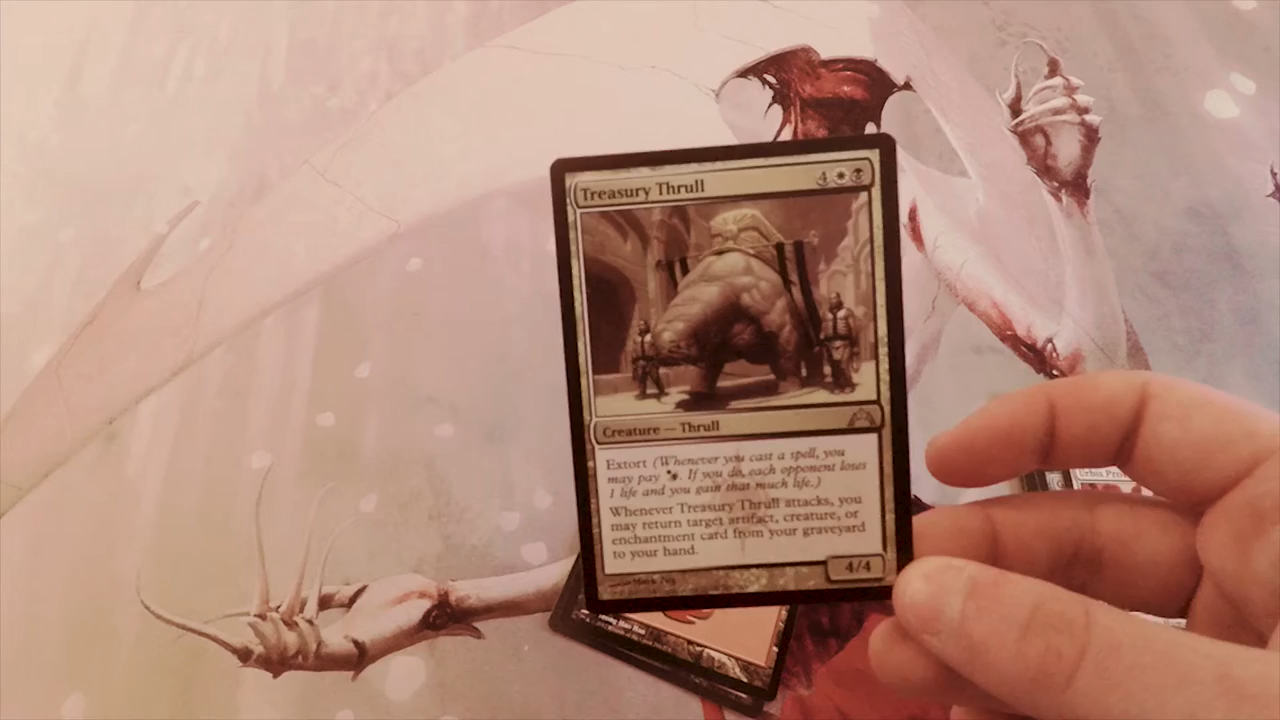 Treasury Thrull
4
Creature — Thrull
Extort (Whenever you cast a spell, you
may pay . If you do, each opponent loses
1 life and you gain that much life.)
Whenever Treasury Thrull attacks, you
may return target artifact, creature, or
enchantment card from your graveyard
to your hand.
4/4
Urbis